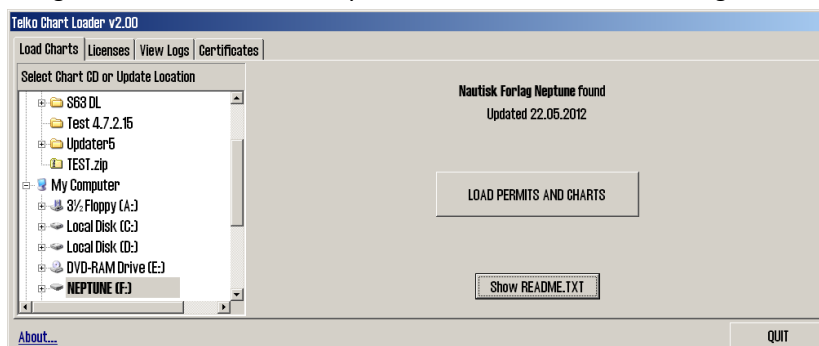 Telko Chart Loader v2.00
Load Charts
Licenses
View Logs
Certificates
Select Chart CD or Update Location
S63 DL
Test 4.7.2.15
Updater5
TEST.zip
My Computer
3½ Floppy (A:)
Local Disk (C:)
Local Disk (D:)
DVD-RAM Drive (E:)
NEPTUNE (F:)
Nautisk Forlag Neptune found
Updated 22.05.2012
LOAD PERMITS AND CHARTS
Show README.TXT
About...
QUIT